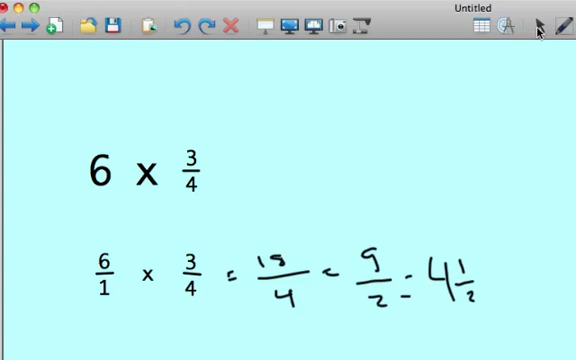 Untitled
6 x 3/4
6/1 x 3/4 = 18/4 = 9/2 = 4 1/2